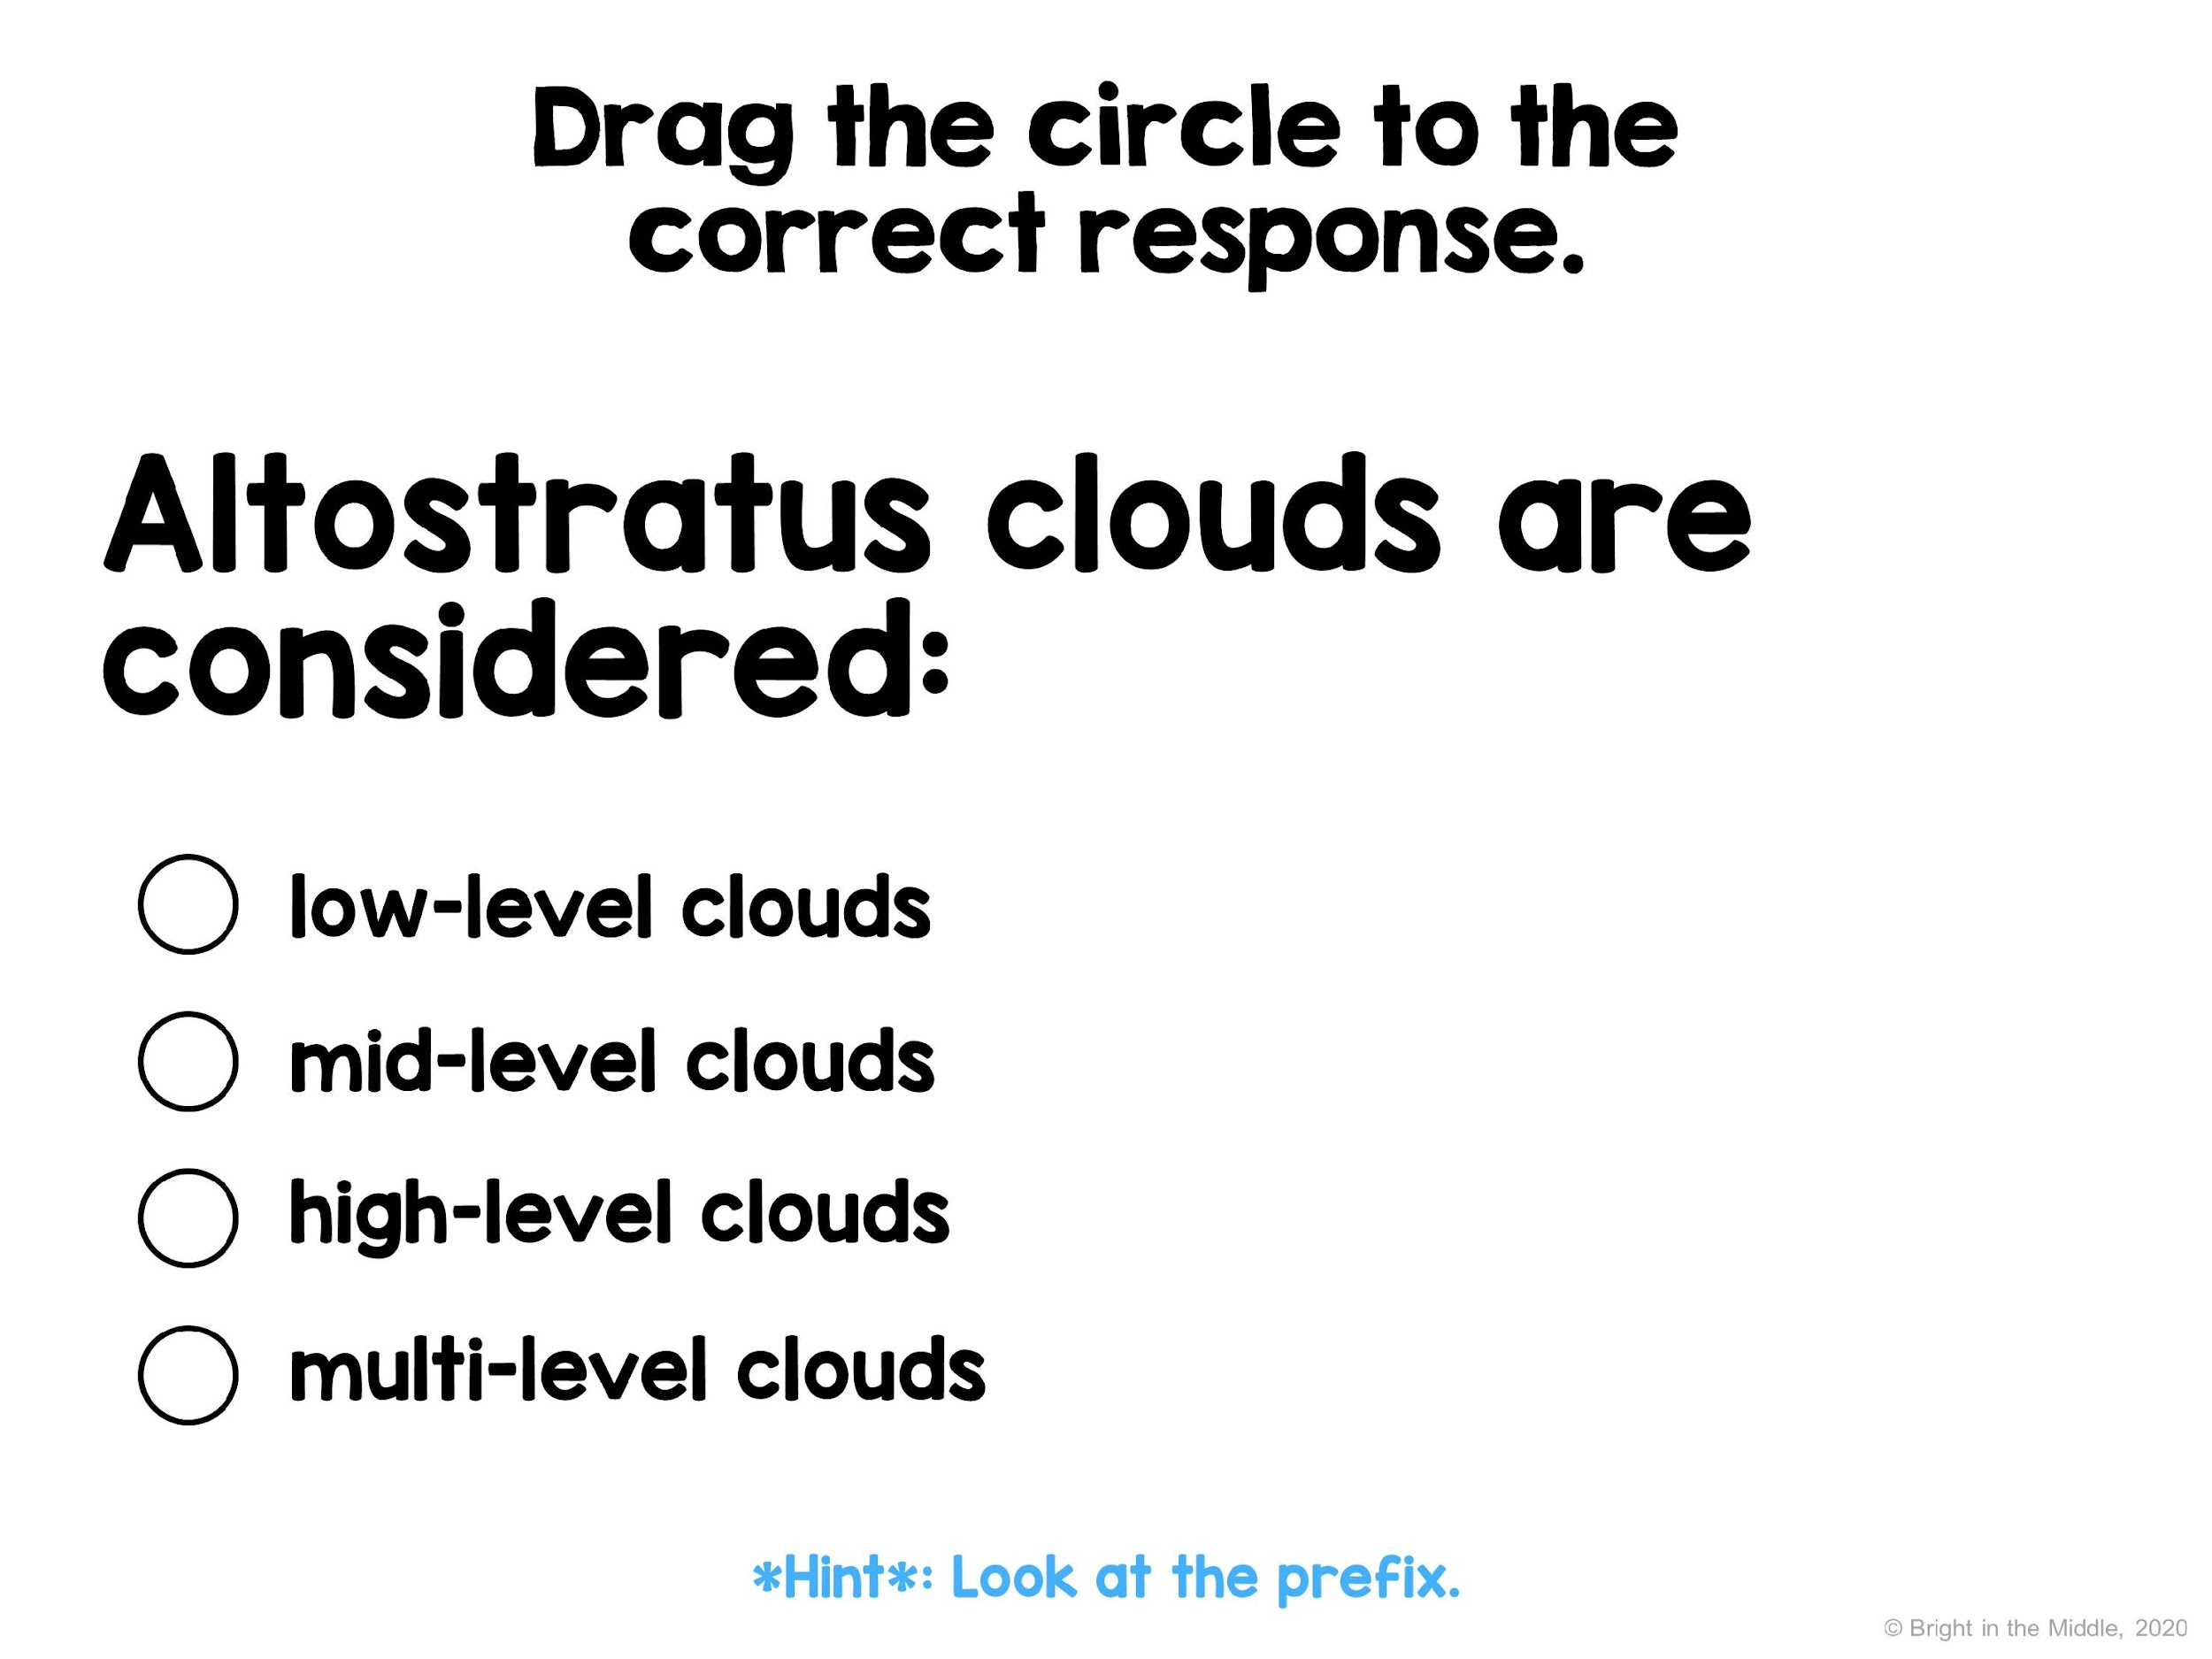 Drag the circle to the
correct response.
Altostratus clouds are
considered:
low-level clouds
mid-level clouds
high-level clouds
multi-level clouds
*Hint*: Look at the prefix.
© Bright in the Middle, 2020